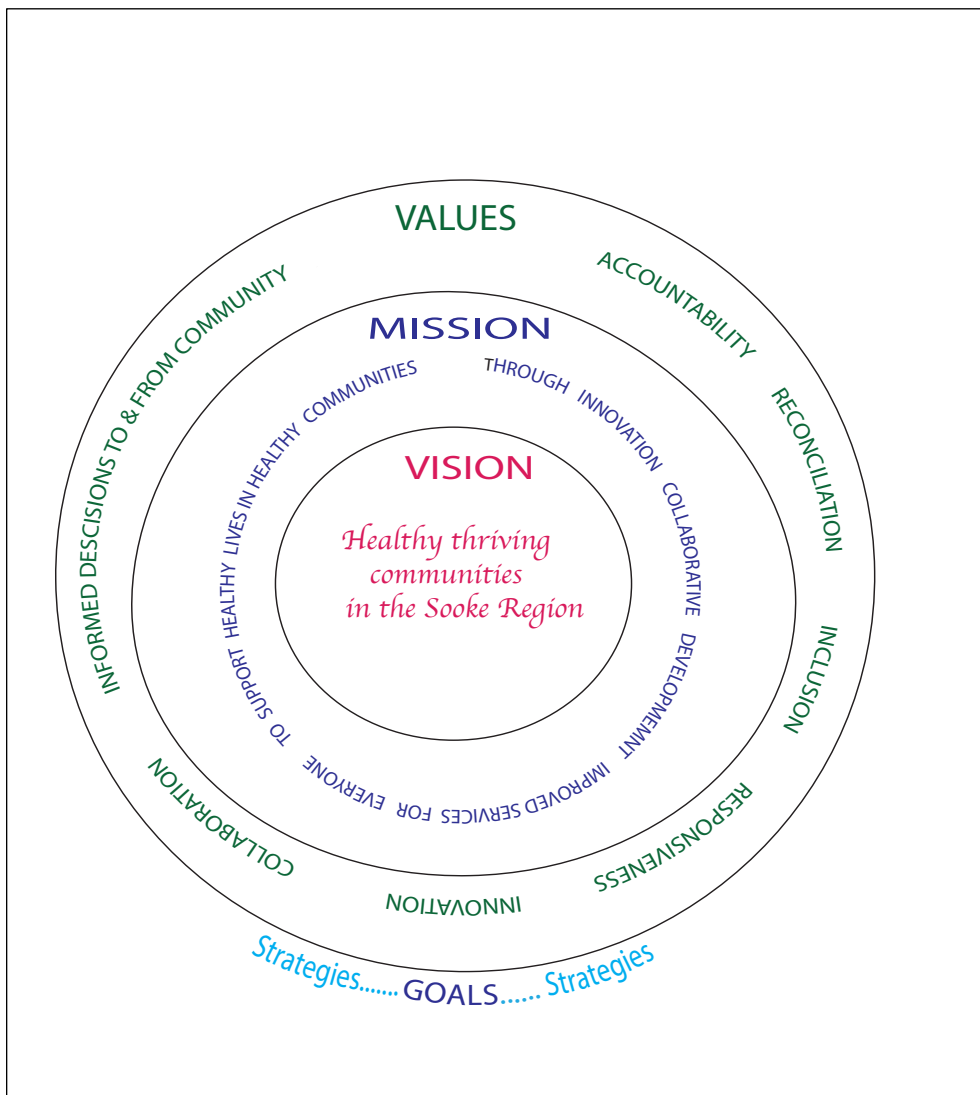 VALUES
ACCOUNTABILITY
RECONCILIATION
INCLUSION
RESPONSIVENESS
INNOVATION
COLLABORATION
INFORMED DESCISIONS TO & FROM COMMUNITY
MISSION
THROUGH INNOVATION COLLABORATIVE DEVELOPMEMNT IMPROVED SERVICES FOR EVERYONE TO SUPPORT HEALTHY LIVES IN HEALTHY COMMUNITIES
VISION
Healthy thriving
communities
in the Sooke Region
Strategies....... GOALS...... Strategies